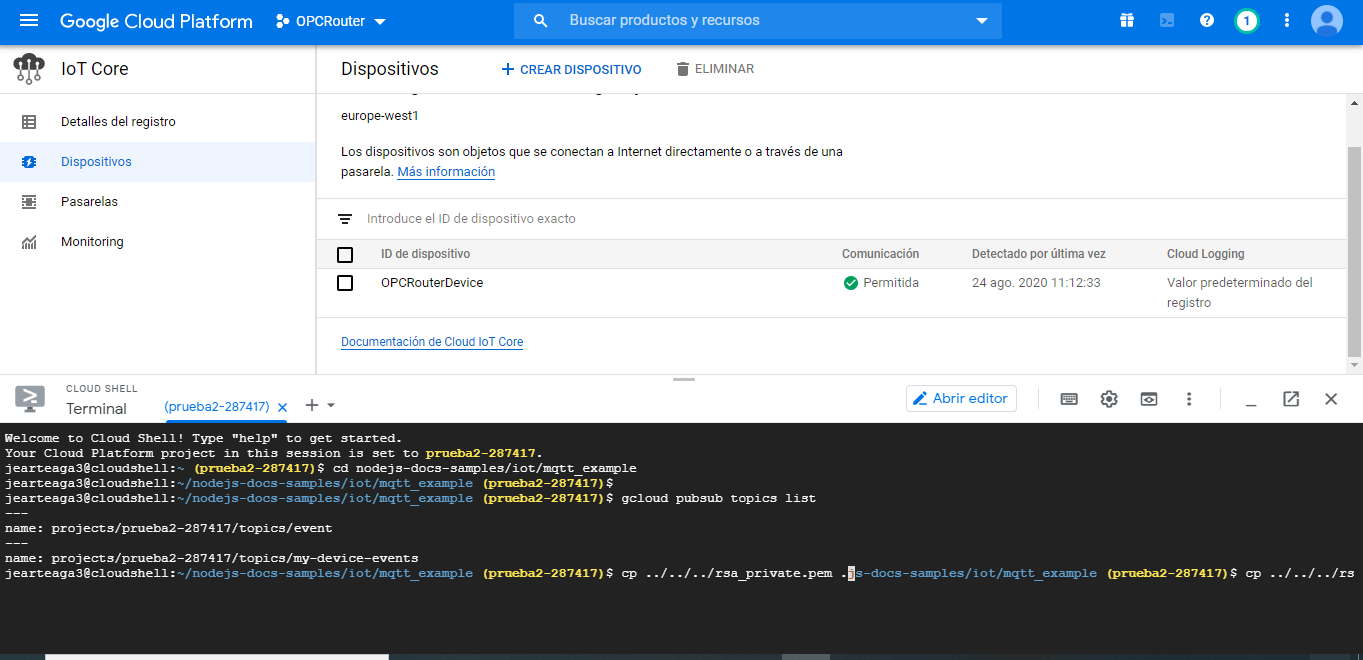 Google Cloud Platform
OPCRouter
Buscar productos y recursos
1
IoT Core
Dispositivos
CREAR DISPOSITIVO
ELIMINAR
Detalles del registro
Dispositivos
Pasarelas
Monitoring
europe-west1
Los dispositivos son objetos que se conectan a Internet directamente o a través de una
pasarela. Más información
Introduce el ID de dispositivo exacto
ID de dispositivo Comunicación Detectado por última vez Cloud Logging
OPCRouterDevice Permitida 24 ago. 2020 11:12:33 Valor predeterminado del
registro
Documentación de Cloud IoT Core
CLOUD SHELL
Terminal
(prueba2-287417)
Abrir editor
Welcome to Cloud Shell! Type "help" to get started.
Your Cloud Platform project in this session is set to prueba2-287417.
jearteaga3@cloudshell:~ (prueba2-287417)$ cd nodejs-docs-samples/iot/mqtt_example
jearteaga3@cloudshell:~/nodejs-docs-samples/iot/mqtt_example (prueba2-287417)$
jearteaga3@cloudshell:~/nodejs-docs-samples/iot/mqtt_example (prueba2-287417)$ gcloud pubsub topics list
---
name: projects/prueba2-287417/topics/event
---
name: projects/prueba2-287417/topics/my-device-events
jearteaga3@cloudshell:~/nodejs-docs-samples/iot/mqtt_example (prueba2-287417)$ cp ../../../rsa_private.pem .js-docs-samples/iot/mqtt_example (prueba2-287417)$ cp ../../../rs